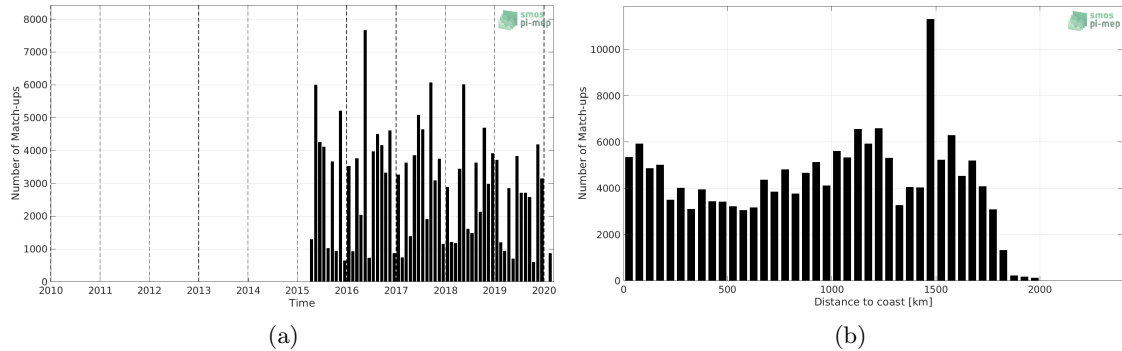 smos
pi-mep
Number of Match-ups
8000
7000
6000
5000
4000
3000
2000
1000
0
2010 2011 2012 2013 2014 2015 2016 2017 2018 2019 2020
Time
(a)
smos
pi-mep
Number of Match-ups
10000
8000
6000
4000
2000
0
0 500 1000 1500 2000
Distance to coast [km]
(b)